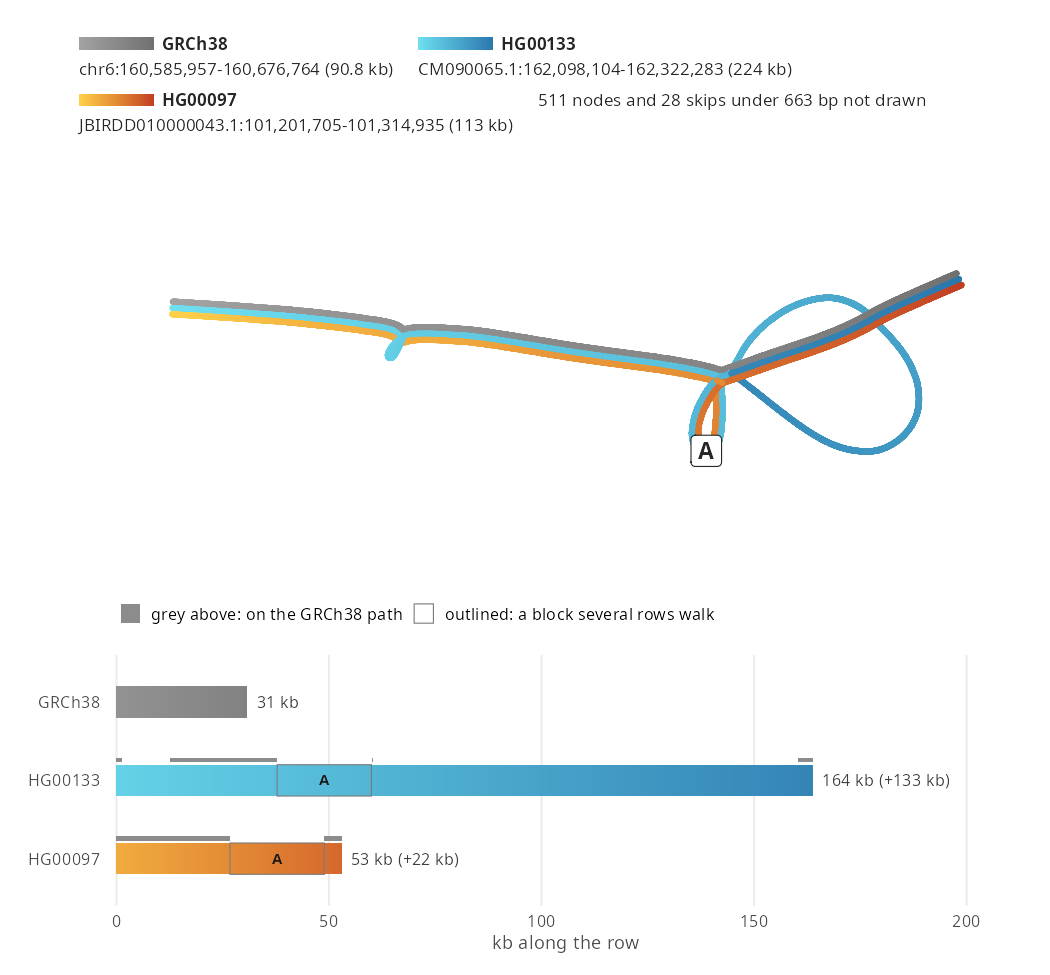 GRCh38
chr6:160,585,957-160,676,764 (90.8 kb)
HG00133
CM090065.1:162,098,104-162,322,283 (224 kb)
HG00097
JBIRDD010000043.1:101,201,705-101,314,935 (113 kb)
511 nodes and 28 skips under 663 bp not drawn
A
grey above: on the GRCh38 path
outlined: a block several rows walk
GRCh38
31 kb
HG00133
A
164 kb (+133 kb)
HG00097
A
53 kb (+22 kb)
0 50 100 150 200
kb along the row